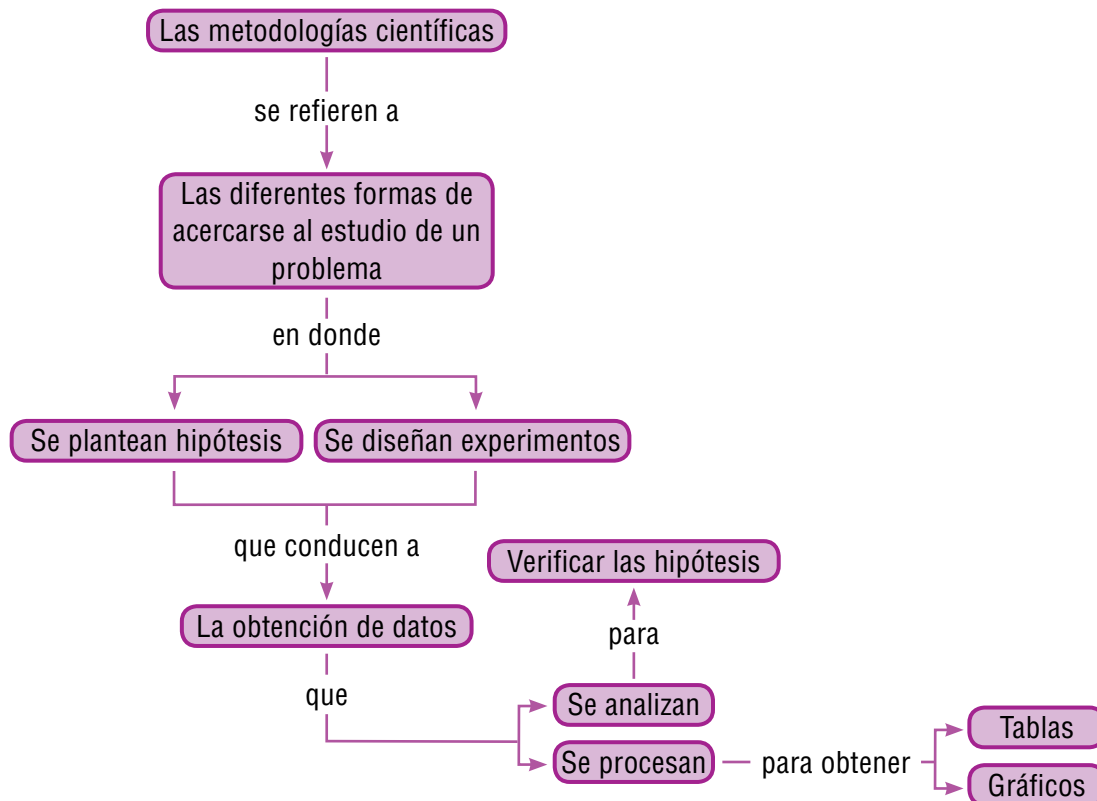 Las metodologías científicas
se refieren a
Las diferentes formas de
acercarse al estudio de un
problema
en donde
Se plantean hipótesis
Se diseñan experimentos
que conducen a
La obtención de datos
que
Se analizan
para
Verificar las hipótesis
Se procesan
para obtener
Tablas
Gráficos